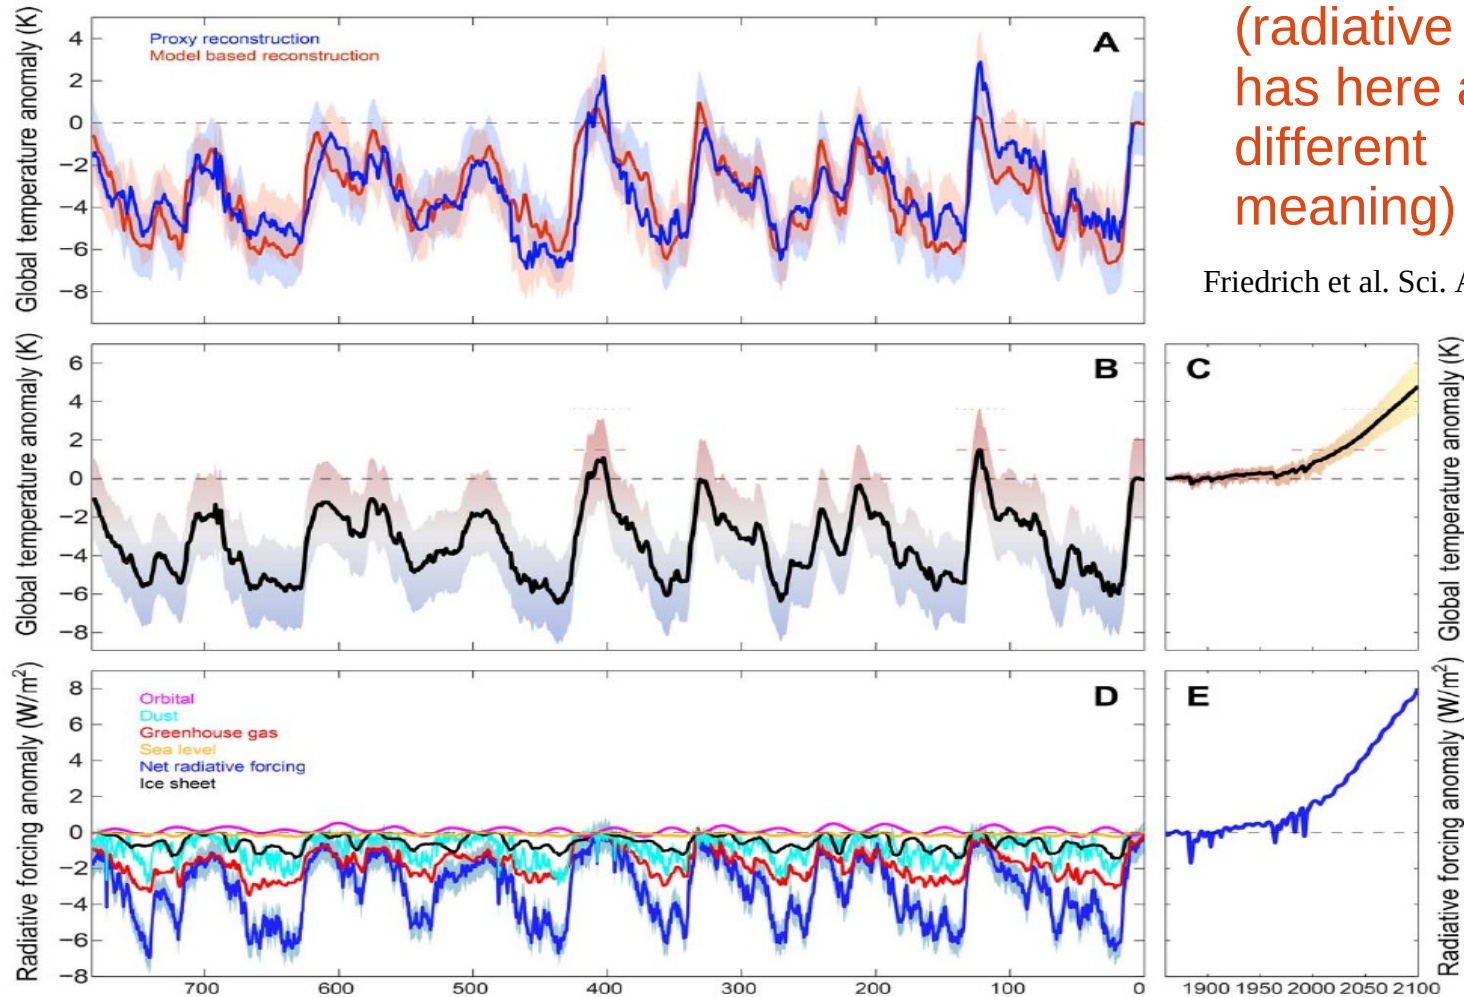 Global temperature anomaly (K)
4
2
0
−2
−4
−6
−8
Proxy reconstruction
Model based reconstruction
A
(radiative
has here a
different
meaning)
Friedrich et al. Sci. A
Global temperature anomaly (K)
6
4
2
0
−2
−4
−6
−8
B
C
Global temperature anomaly (K)
Radiative forcing anomaly (W/m²)
8
6
4
2
0
−2
−4
−6
−8
Orbital
Dust
Greenhouse gas
Sea level
Net radiative forcing
Ice sheet
D
E
Radiative forcing anomaly (W/m²)
700 600 500 400 300 200 100 0
1900 1950 2000 2050 2100